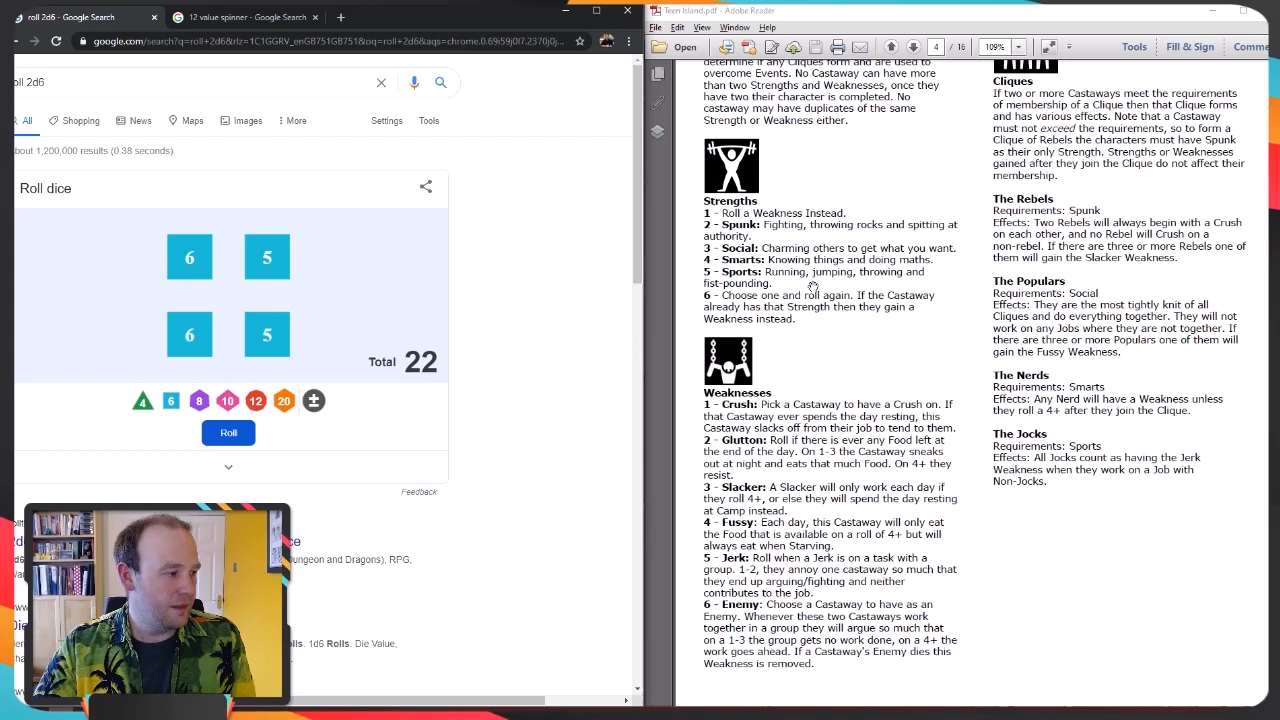 Google Search
12 value spinner - Google Search
google.com/search?q=roll+2d6&rlz=1C1GGRV_enGB751GB751&oq=roll+2d6&aqs=chrome.0.69i59j0l7.2370j0j...
oll 2d6
All
Shopping
News
Maps
Images
More
Settings
Tools
bout 1,200,000 results (0.38 seconds)
Roll dice
6 5
6 5
Total 22
4 6 8 10 12 20
Roll
Feedback
ce
Dungeon and Dragons), RPG,
lls. 1d6 Rolls. Die Value,
Teen Island.pdf - Adobe Reader
File Edit View Window Help
Open
4 / 16
109%
Tools
Fill & Sign
Comme
determine if any Cliques form and are used to
overcome Events. No Castaway can have more
than two Strengths and Weaknesses, once they
have two their character is completed. No
castaway may have duplicates of the same
Strength or Weakness either.
Strengths
1 - Roll a Weakness Instead.
2 - Spunk: Fighting, throwing rocks and spitting at
authority.
3 - Social: Charming others to get what you want.
4 - Smarts: Knowing things and doing maths.
5 - Sports: Running, jumping, throwing and
fist-pounding.
6 - Choose one and roll again. If the Castaway
already has that Strength then they gain a
Weakness instead.
Weaknesses
1 - Crush: Pick a Castaway to have a Crush on. If
that Castaway ever spends the day resting, this
Castaway slacks off from their job to tend to them.
2 - Glutton: Roll if there is ever any Food left at
the end of the day. On 1-3 the Castaway sneaks
out at night and eats that much Food. On 4+ they
resist.
3 - Slacker: A Slacker will only work each day if
they roll 4+, or else they will spend the day resting
at Camp instead.
4 - Fussy: Each day, this Castaway will only eat
the Food that is available on a roll of 4+ but will
always eat when Starving.
5 - Jerk: Roll when a Jerk is on a task with a
group. 1-2, they annoy one castaway so much that
they end up arguing/fighting and neither
contributes to the job.
6 - Enemy: Choose a Castaway to have as an
Enemy. Whenever these two Castaways work
together in a group they will argue so much that
on a 1-3 the group gets no work done, on a 4+ the
work goes ahead. If a Castaway's Enemy dies this
Weakness is removed.
Cliques
If two or more Castaways meet the requirements
of membership of a Clique then that Clique forms
and has various effects. Note that a Castaway
must not exceed the requirements, so to form a
Clique of Rebels the characters must have Spunk
as their only Strength. Strengths or Weaknesses
gained after they join the Clique do not affect their
membership.
The Rebels
Requirements: Spunk
Effects: Two Rebels will always begin with a Crush
on each other, and no Rebel will Crush on a
non-rebel. If there are three or more Rebels one of
them will gain the Slacker Weakness.
The Populars
Requirements: Social
Effects: They are the most tightly knit of all
Cliques and do everything together. They will not
work on any Jobs where they are not together. If
there are three or more Populars one of them will
gain the Fussy Weakness.
The Nerds
Requirements: Smarts
Effects: Any Nerd will have a Weakness unless
they roll a 4+ after they join the Clique.
The Jocks
Requirements: Sports
Effects: All Jocks count as having the Jerk
Weakness when they work on a Job with
Non-Jocks.